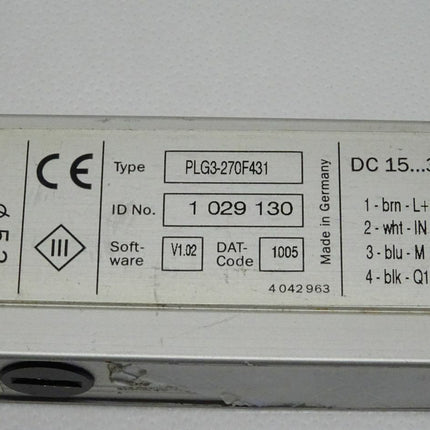 CE
Type PLG3-270F431
ID No. 1 029 130
Soft-
ware V1.02 DAT-
Code 1005
4 042 963
III
Made in Germany
DC 15...3
1 - brn - L+
2 - wht - IN
3 - blu - M
4 - blk - Q1